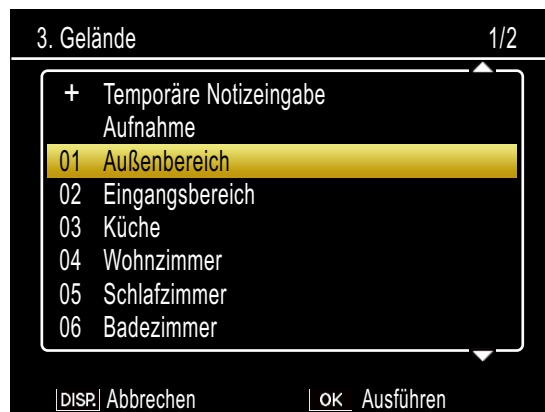 3. Gelände 1/2
+ Temporäre Notizeingabe
Aufnahme
01 Außenbereich
02 Eingangsbereich
03 Küche
04 Wohnzimmer
05 Schlafzimmer
06 Badezimmer
DISP. Abbrechen OK Ausführen